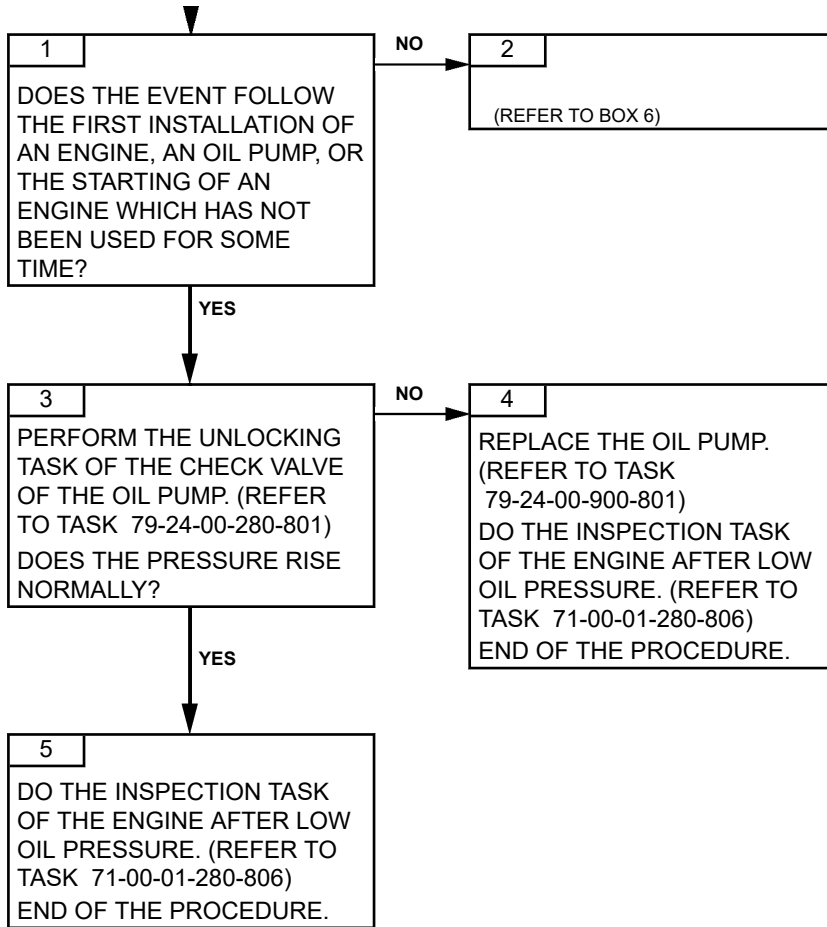 1
DOES THE EVENT FOLLOW
THE FIRST INSTALLATION OF
AN ENGINE, AN OIL PUMP, OR
THE STARTING OF AN
ENGINE WHICH HAS NOT
BEEN USED FOR SOME
TIME?
NO
2
(REFER TO BOX 6)
YES
3
PERFORM THE UNLOCKING
TASK OF THE CHECK VALVE
OF THE OIL PUMP. (REFER
TO TASK 79-24-00-280-801)
DOES THE PRESSURE RISE
NORMALLY?
NO
4
REPLACE THE OIL PUMP.
(REFER TO TASK
79-24-00-900-801)
DO THE INSPECTION TASK
OF THE ENGINE AFTER LOW
OIL PRESSURE. (REFER TO
TASK 71-00-01-280-806)
END OF THE PROCEDURE.
YES
5
DO THE INSPECTION TASK
OF THE ENGINE AFTER LOW
OIL PRESSURE. (REFER TO
TASK 71-00-01-280-806)
END OF THE PROCEDURE.